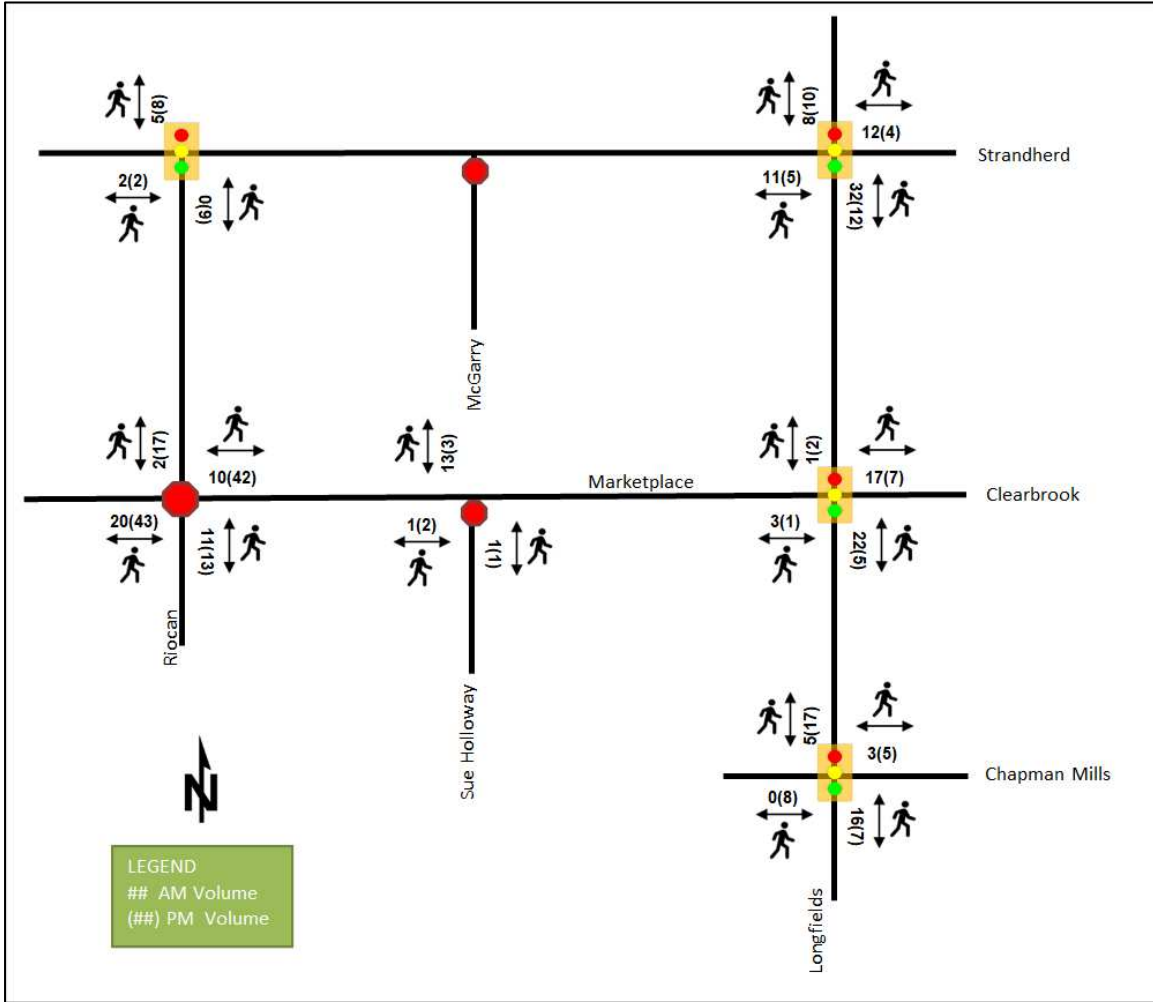 5(8)
8(10)
12(4)
Strandherd
2(2)
0(9)
11(5)
32(12)
McGarry
2(17)
10(42)
13(3)
1(2)
17(7)
Marketplace
Clearbrook
20(43)
11(13)
1(2)
1(1)
3(1)
22(5)
Riocan
Sue Holloway
5(17)
3(5)
Chapman Mills
0(8)
16(7)
Longfields
N
LEGEND
## AM Volume
(##) PM Volume